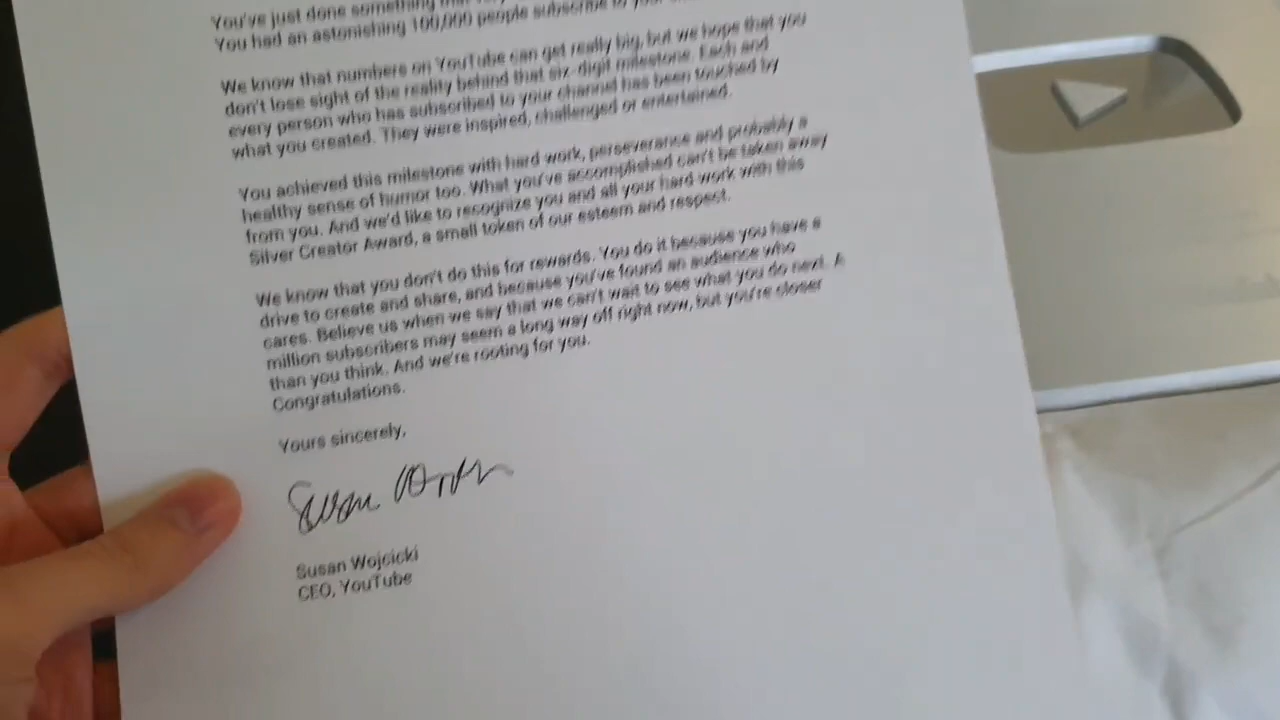 You've just done something that
You had an astonishing 100,000 people subscribe to your
We know that numbers on YouTube can get really big, but we hope that you
don't lose sight of the reality behind that six-digit milestone. Each and
every person who has subscribed to your channel has been touched by
what you created. They were inspired, challenged or entertained.
You achieved this milestone with hard work, perseverance and probably a
healthy sense of humor too. What you've accomplished can't be taken away
from you. And we'd like to recognize you and all your hard work with this
Silver Creator Award, a small token of our esteem and respect.
We know that you don't do this for rewards. You do it because you have a
drive to create and share, and because you've found an audience who
cares. Believe us when we say that we can't wait to see what you do next. A
million subscribers may seem a long way off right now, but you're closer
than you think. And we're rooting for you.
Congratulations.
Yours sincerely,
Susan Wojcicki
CEO, YouTube